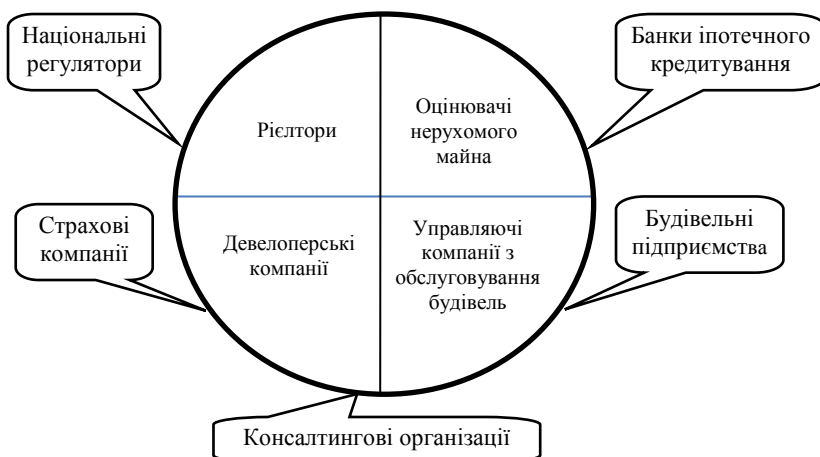 Національні
регулятори
Банки іпотечного
кредитування
Рієлтори
Оцінювачі
нерухомого
майна
Страхові
компанії
Девелоперські
компанії
Управляючі
компанії з
обслуговування
будівель
Будівельні
підприємства
Консалтингові організації